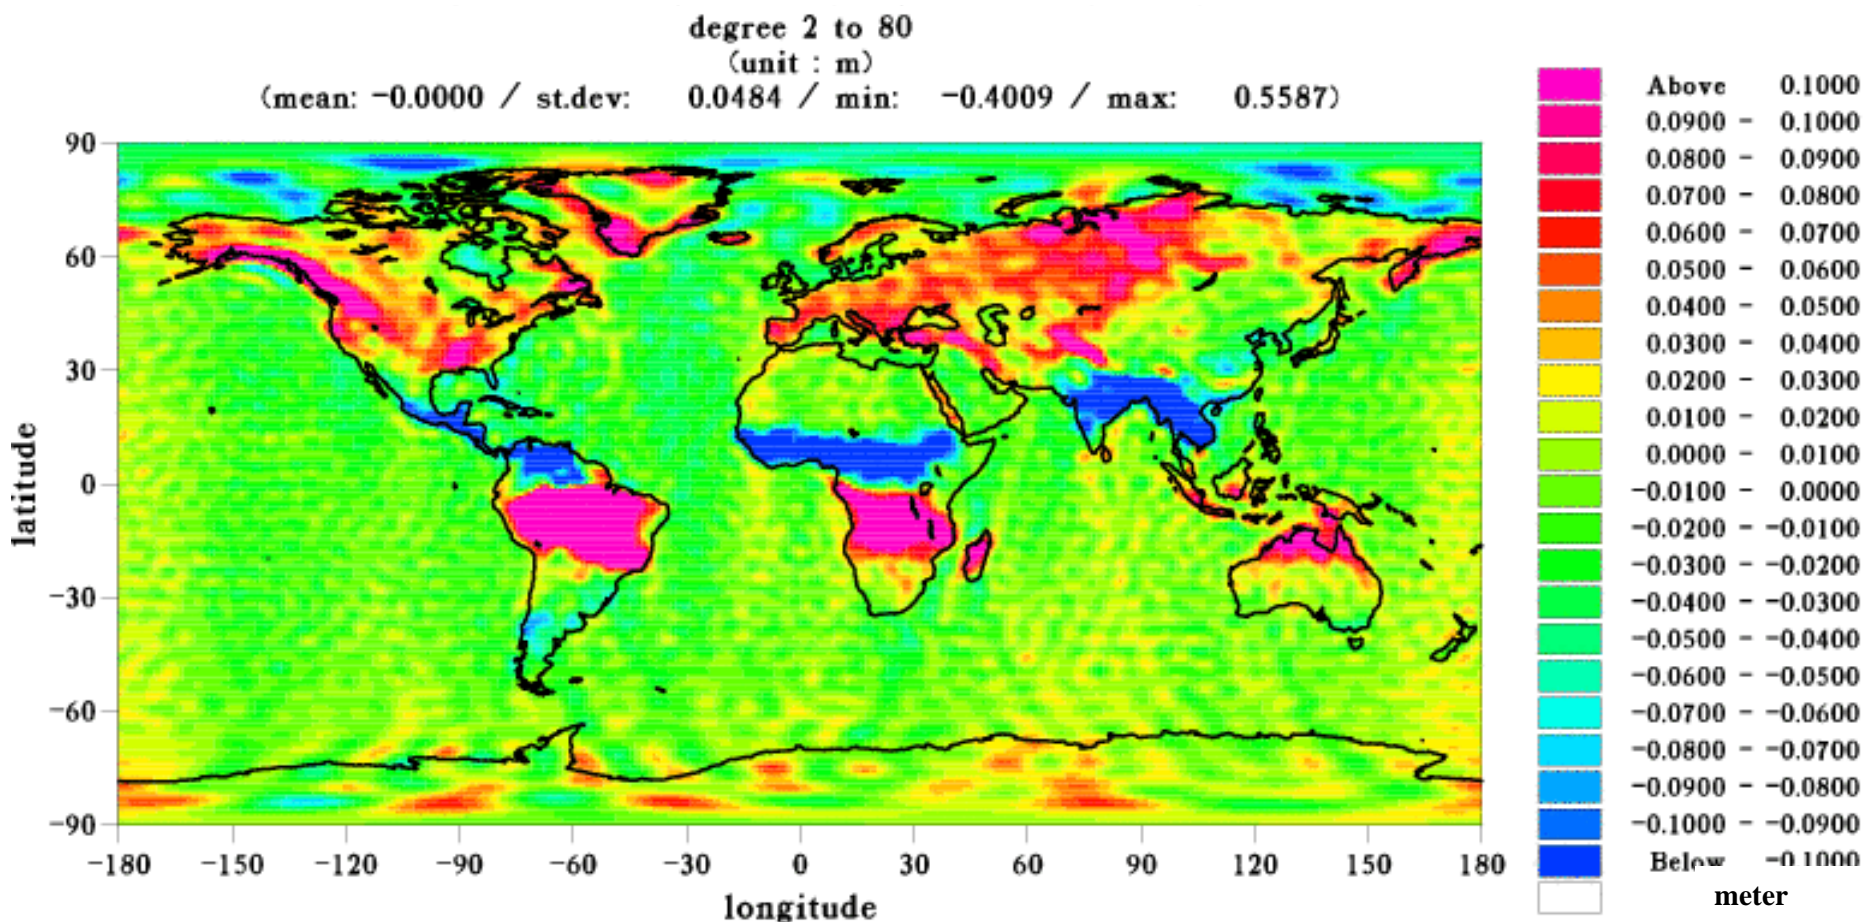 degree 2 to 80
(unit : m)
(mean: -0.0000 / st.dev: 0.0484 / min: -0.4009 / max: 0.5587)
Above 0.1000
0.0900 - 0.1000
0.0800 - 0.0900
0.0700 - 0.0800
0.0600 - 0.0700
0.0500 - 0.0600
0.0400 - 0.0500
0.0300 - 0.0400
0.0200 - 0.0300
0.0100 - 0.0200
0.0000 - 0.0100
-0.0100 - 0.0000
-0.0200 - -0.0100
-0.0300 - -0.0200
-0.0400 - -0.0300
-0.0500 - -0.0400
-0.0600 - -0.0500
-0.0700 - -0.0600
-0.0800 - -0.0700
-0.0900 - -0.0800
-0.1000 - -0.0900
Below -0.1000
meter
90
60
30
0
-30
-60
-90
latitude
-180 -150 -120 -90 -60 -30 0 30 60 90 120 150 180
longitude